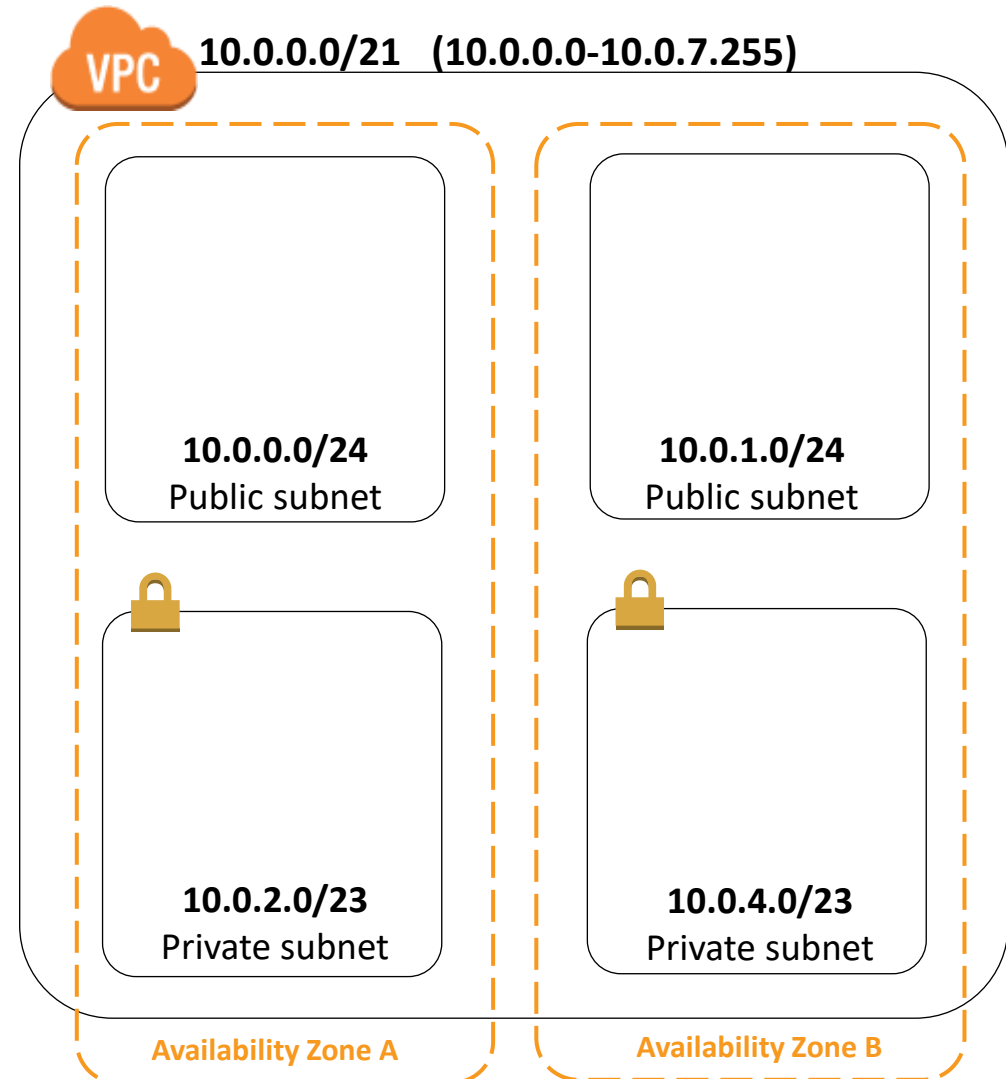 VPC
10.0.0.0/21 (10.0.0.0-10.0.7.255)
10.0.0.0/24
Public subnet
10.0.1.0/24
Public subnet
10.0.2.0/23
Private subnet
10.0.4.0/23
Private subnet
Availability Zone A
Availability Zone B